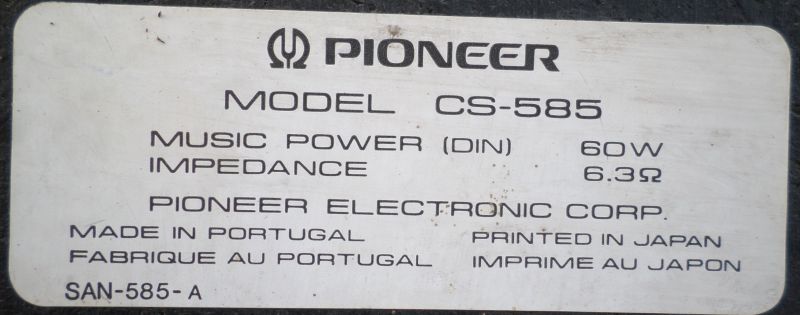 PIONEER
MODEL CS-585
MUSIC POWER (DIN) 60W
IMPEDANCE 6.3Ω
PIONEER ELECTRONIC CORP.
MADE IN PORTUGAL PRINTED IN JAPAN
FABRIQUE AU PORTUGAL IMPRIME AU JAPON
SAN-585-A